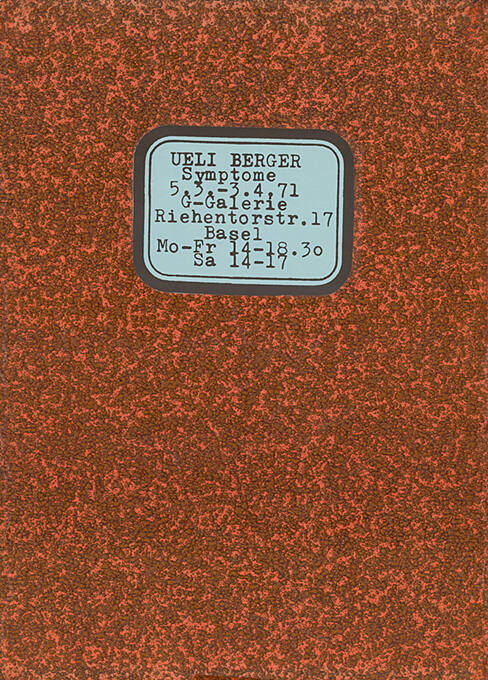 UELI BERGER
Symptome
5.3.-3.4.71
G-Galerie
Riehentorstr.17
Basel
Mo-Fr 14-18.30
Sa 14-17